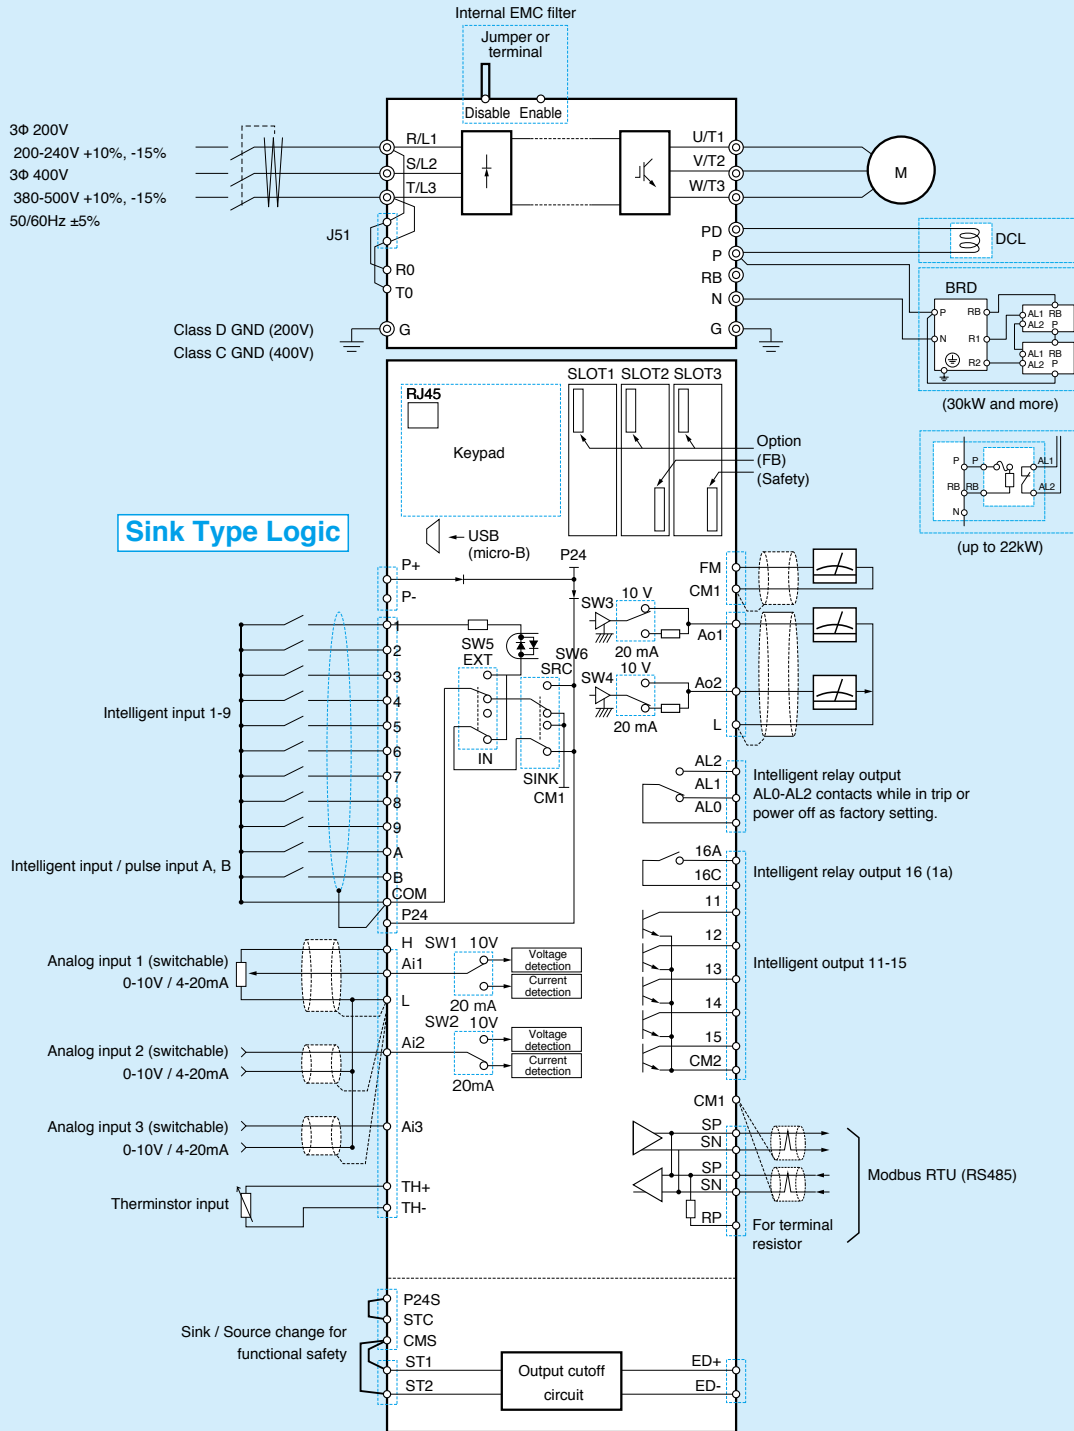 Internal EMC filter
Jumper or
terminal
Disable Enable
3Φ 200V
200-240V +10%, -15%
3Φ 400V
380-500V +10%, -15%
50/60Hz ±5%
R/L1
S/L2
T/L3
J51
R0
T0
U/T1
V/T2
W/T3
M
PD
P
RB
N
DCL
Class D GND (200V)
Class C GND (400V)
G
G
BRD
P
N
RB
R1
R2
AL1 RB
AL2 P
AL1 RB
AL2 P
(30kW and more)
P
RB
N
P
RB
AL1
AL2
(up to 22kW)
RJ45
Keypad
SLOT1 SLOT2 SLOT3
Option
(FB)
(Safety)
Sink Type Logic
USB
(micro-B)
P24
P+
P-
1
2
3
4
5
6
7
8
9
A
B
COM
P24
Intelligent input 1-9
Intelligent input / pulse input A, B
SW5
EXT
IN
SW6
SRC
SINK
CM1
SW3
10 V
20 mA
SW4
10 V
20 mA
FM
CM1
Ao1
Ao2
L
AL2
AL1
AL0
Intelligent relay output
AL0-AL2 contacts while in trip or
power off as factory setting.
16A
16C
Intelligent relay output 16 (1a)
11
12
13
14
15
CM2
Intelligent output 11-15
Analog input 1 (switchable)
0-10V / 4-20mA
H
Ai1
L
SW1 10V
20 mA
Voltage
detection
Current
detection
Analog input 2 (switchable)
0-10V / 4-20mA
Ai2
SW2 10V
20mA
Voltage
detection
Current
detection
Analog input 3 (switchable)
0-10V / 4-20mA
Ai3
Therminstor input
TH+
TH-
CM1
SP
SN
SP
SN
RP
Modbus RTU (RS485)
For terminal
resistor
P24S
STC
CMS
ST1
ST2
Sink / Source change for
functional safety
Output cutoff
circuit
ED+
ED-